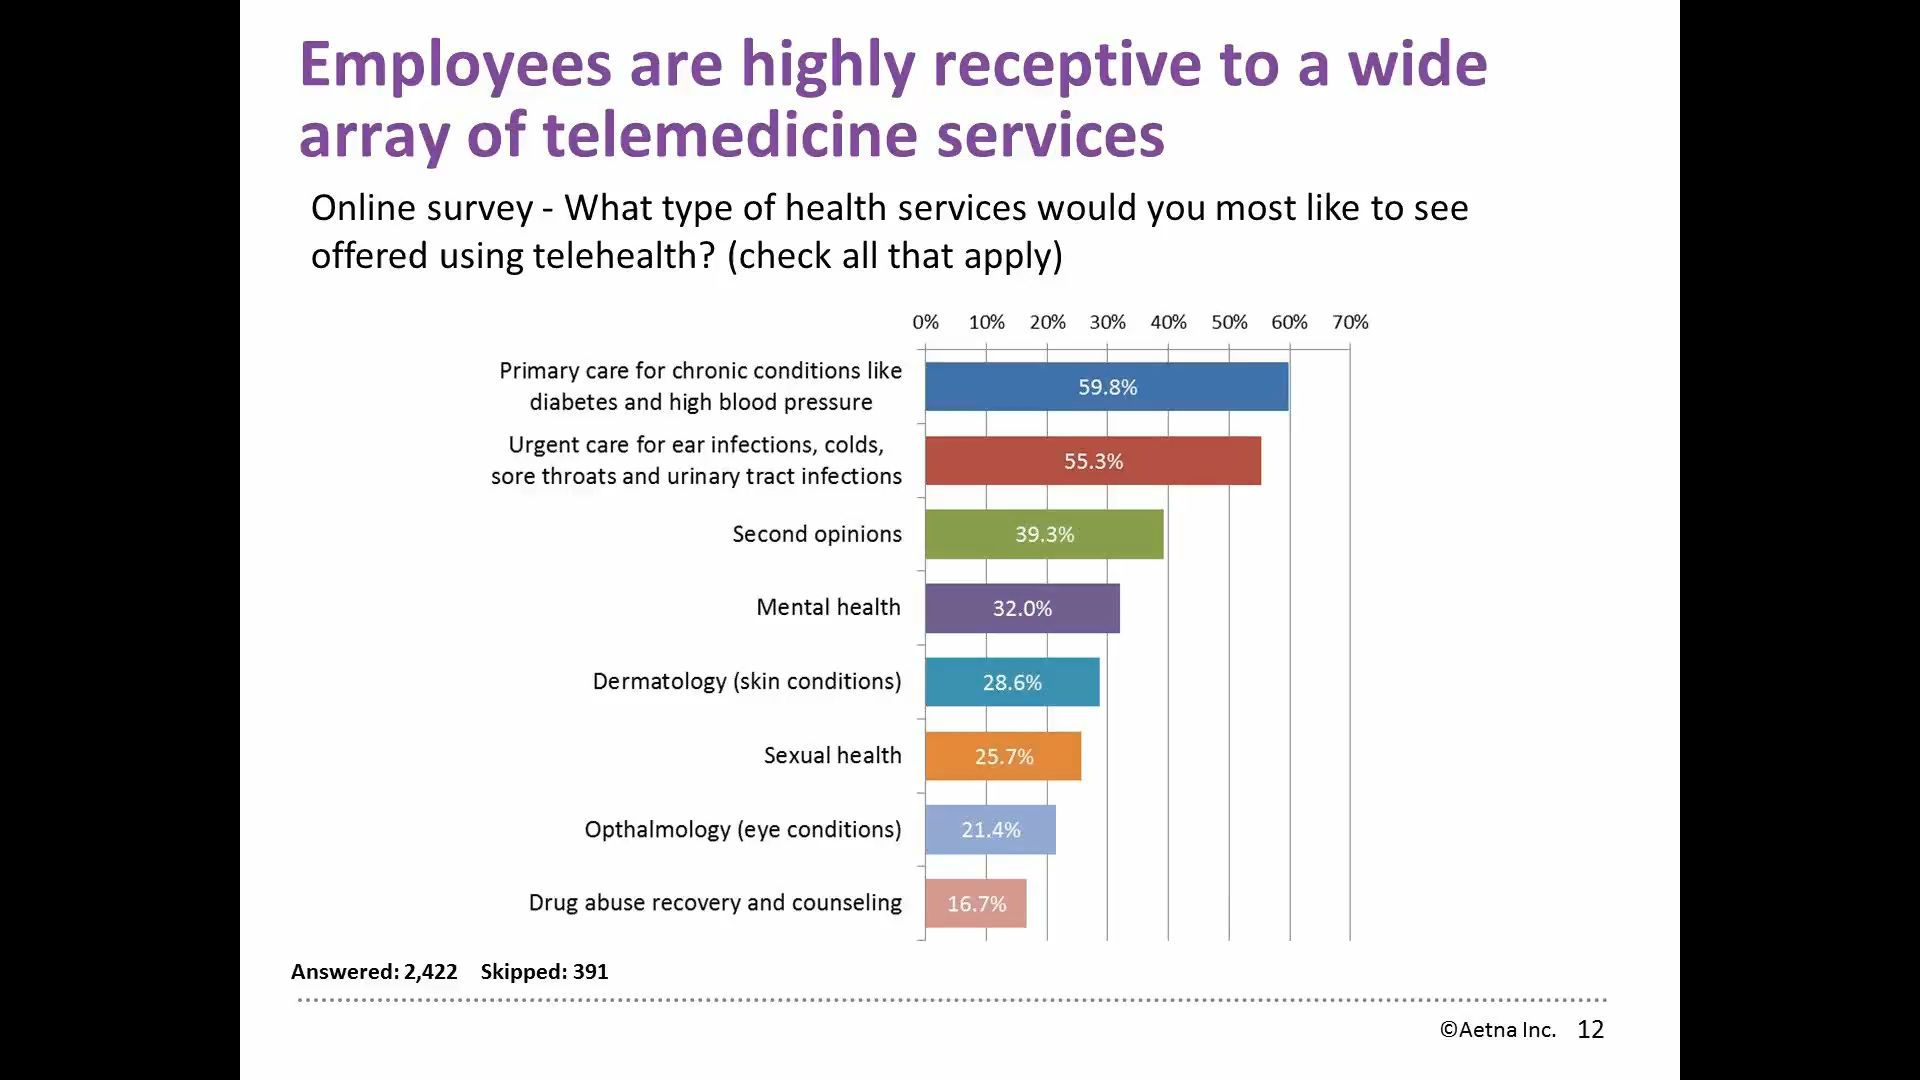 Employees are highly receptive to a wide
array of telemedicine services
Online survey - What type of health services would you most like to see
offered using telehealth? (check all that apply)
0% 10% 20% 30% 40% 50% 60% 70%
Primary care for chronic conditions like
diabetes and high blood pressure
59.8%
Urgent care for ear infections, colds,
sore throats and urinary tract infections
55.3%
Second opinions 39.3%
Mental health 32.0%
Dermatology (skin conditions) 28.6%
Sexual health 25.7%
Opthalmology (eye conditions) 21.4%
Drug abuse recovery and counseling 16.7%
Answered: 2,422 Skipped: 391
©Aetna Inc. 12